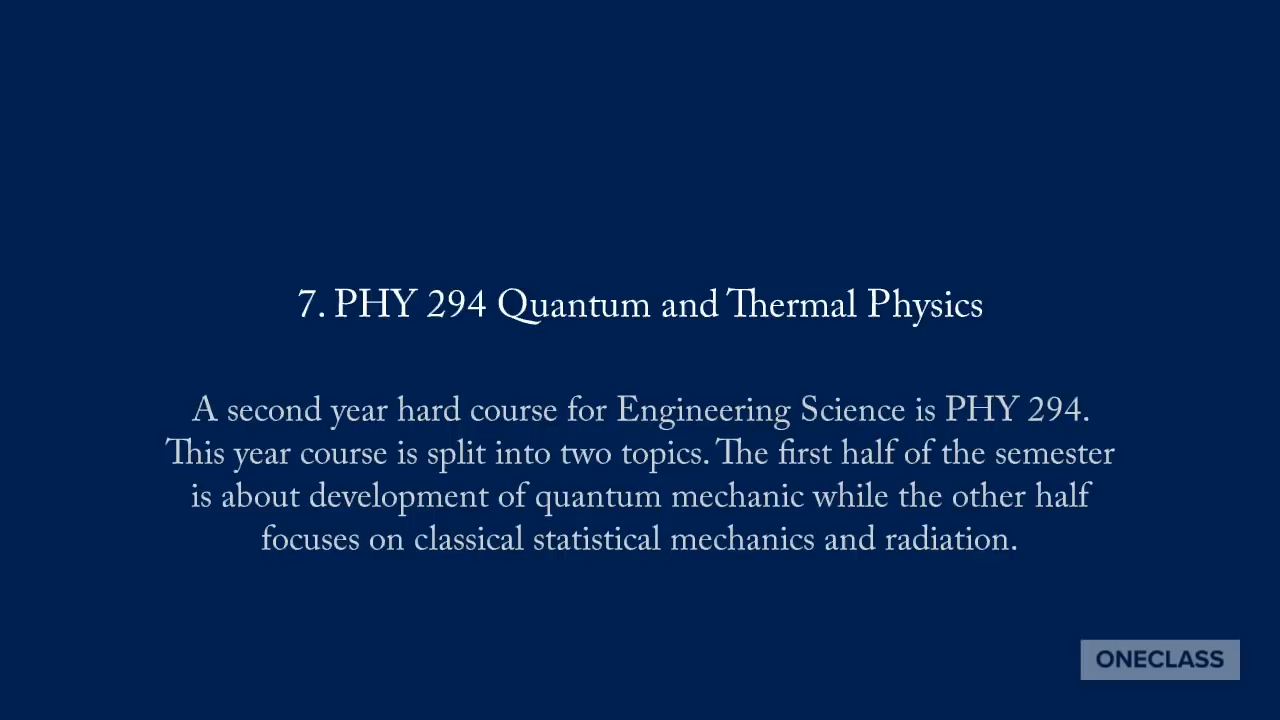 7. PHY 294 Quantum and Thermal Physics
A second year hard course for Engineering Science is PHY 294.
This year course is split into two topics. The first half of the semester
is about development of quantum mechanic while the other half
focuses on classical statistical mechanics and radiation.
ONECLASS